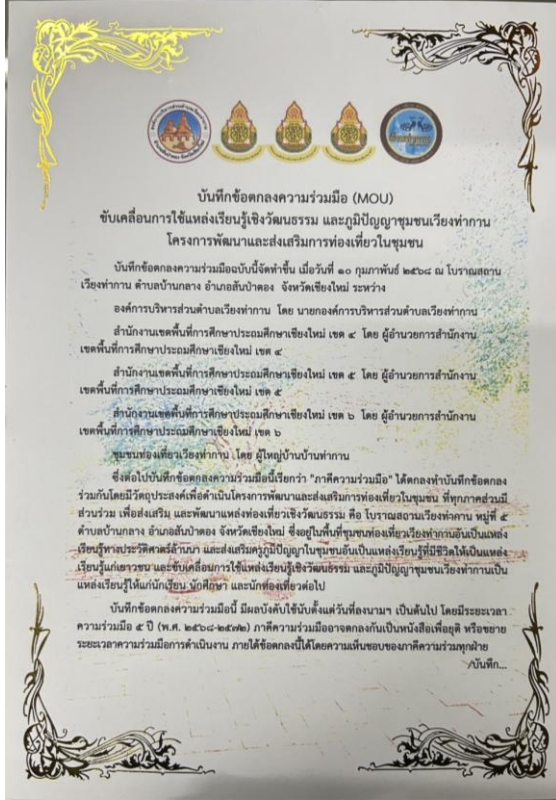 บันทึกข้อตกลงความร่วมมือ (MOU)
ขับเคลื่อนการใช้แหล่งเรียนรู้เชิงวัฒนธรรม และภูมิปัญญาชุมชนเวียงท่ากาน
โครงการพัฒนาและส่งเสริมการท่องเที่ยวในชุมชน
บันทึกข้อตกลงความร่วมมือฉบับนี้จัดทำขึ้น เมื่อวันที่ ๑๐ กุมภาพันธ์ ๒๕๖๘ ณ โบราณสถาน
เวียงท่ากาน ตำบลบ้านกลาง อำเภอสันป่าตอง จังหวัดเชียงใหม่ ระหว่าง
องค์การบริหารส่วนตำบลเวียงท่ากาน โดย นายกองค์การบริหารส่วนตำบลเวียงท่ากาน
สำนักงานเขตพื้นที่การศึกษาประถมศึกษาเชียงใหม่ เขต ๔ โดย ผู้อำนวยการสำนักงาน
เขตพื้นที่การศึกษาประถมศึกษาเชียงใหม่ เขต ๔
สำนักงานเขตพื้นที่การศึกษาประถมศึกษาเชียงใหม่ เขต ๕ โดย ผู้อำนวยการสำนักงาน
เขตพื้นที่การศึกษาประถมศึกษาเชียงใหม่ เขต ๕
สำนักงานเขตพื้นที่การศึกษาประถมศึกษาเชียงใหม่ เขต ๖ โดย ผู้อำนวยการสำนักงาน
เขตพื้นที่การศึกษาประถมศึกษาเชียงใหม่ เขต ๖
ชุมชนท่องเที่ยวเวียงท่ากาน โดย ผู้ใหญ่บ้านบ้านท่ากาน
ซึ่งต่อไปบันทึกข้อตกลงความร่วมมือนี้เรียกว่า "ภาคีความร่วมมือ" ได้ตกลงทำบันทึกข้อตกลง
ร่วมกันโดยมีวัตถุประสงค์เพื่อดำเนินโครงการพัฒนาและส่งเสริมการท่องเที่ยวในชุมชน ที่ทุกภาคส่วนมี
ส่วนร่วม เพื่อส่งเสริม และพัฒนาแหล่งท่องเที่ยวเชิงวัฒนธรรม คือ โบราณสถานเวียงท่ากาน หมู่ที่ ๕
ตำบลบ้านกลาง อำเภอสันป่าตอง จังหวัดเชียงใหม่ ซึ่งอยู่ในพื้นที่ชุมชนท่องเที่ยวเวียงท่ากานอันเป็นแหล่ง
เรียนรู้ทางประวัติศาสตร์ล้านนา และส่งเสริมครูภูมิปัญญาในชุมชนอันเป็นแหล่งเรียนรู้ที่มีชีวิตให้เป็นแหล่ง
เรียนรู้แก่เยาวชน และขับเคลื่อนการใช้แหล่งเรียนรู้เชิงวัฒนธรรม และภูมิปัญญาชุมชนเวียงท่ากานเป็น
แหล่งเรียนรู้ให้แก่นักเรียน นักศึกษา และนักท่องเที่ยวต่อไป
บันทึกข้อตกลงความร่วมมือนี้ มีผลบังคับใช้นับตั้งแต่วันที่ลงนามฯ เป็นต้นไป โดยมีระยะเวลา
ความร่วมมือ ๕ ปี (พ.ศ. ๒๕๖๘-๒๕๗๒) ภาคีความร่วมมืออาจตกลงกันเป็นหนังสือเพื่อยุติ หรือขยาย
ระยะเวลาความร่วมมือการดำเนินงาน ภายใต้ข้อตกลงนี้ได้โดยความเห็นชอบของภาคีความร่วมทุกฝ่าย
/บันทึก...